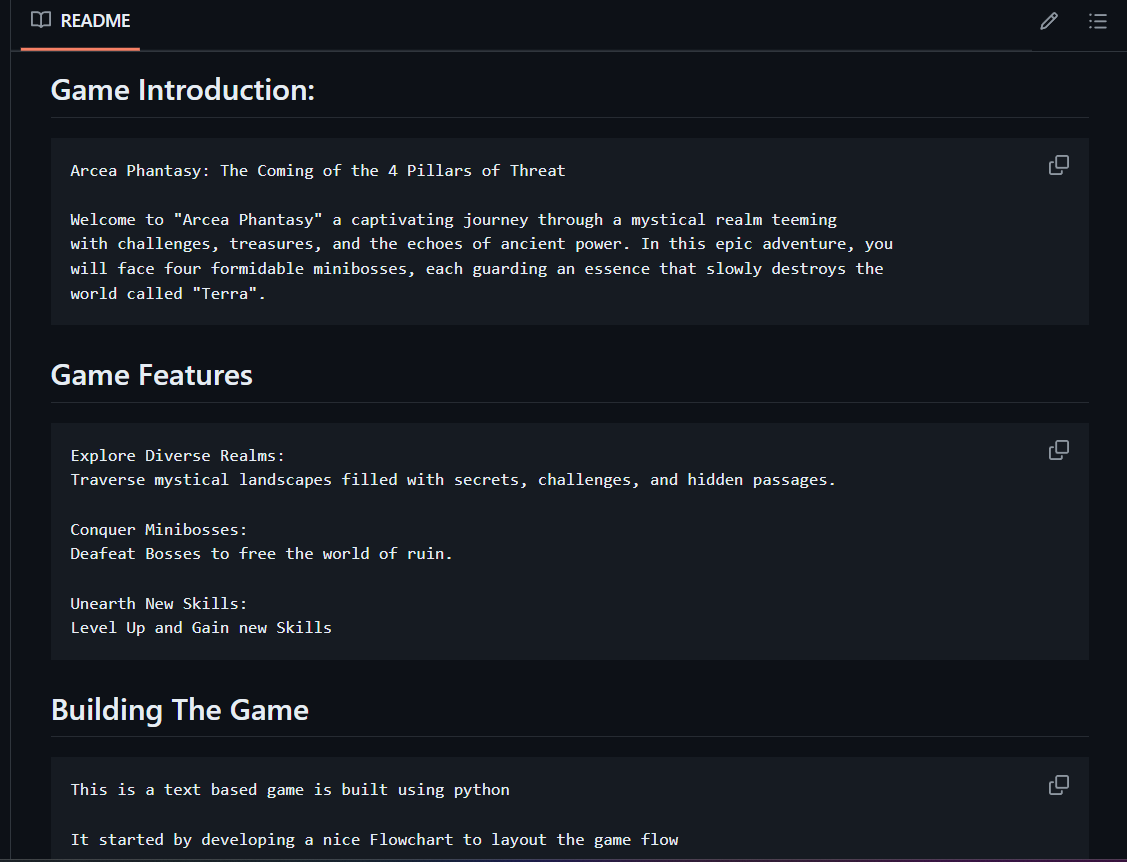 README
Game Introduction:
Arcea Phantasy: The Coming of the 4 Pillars of Threat
Welcome to "Arcea Phantasy" a captivating journey through a mystical realm teeming
with challenges, treasures, and the echoes of ancient power. In this epic adventure, you
will face four formidable minibosses, each guarding an essence that slowly destroys the
world called "Terra".
Game Features
Explore Diverse Realms:
Traverse mystical landscapes filled with secrets, challenges, and hidden passages.
Conquer Minibosses:
Deafeat Bosses to free the world of ruin.
Unearth New Skills:
Level Up and Gain new Skills
Building The Game
This is a text based game is built using python
It started by developing a nice Flowchart to layout the game flow